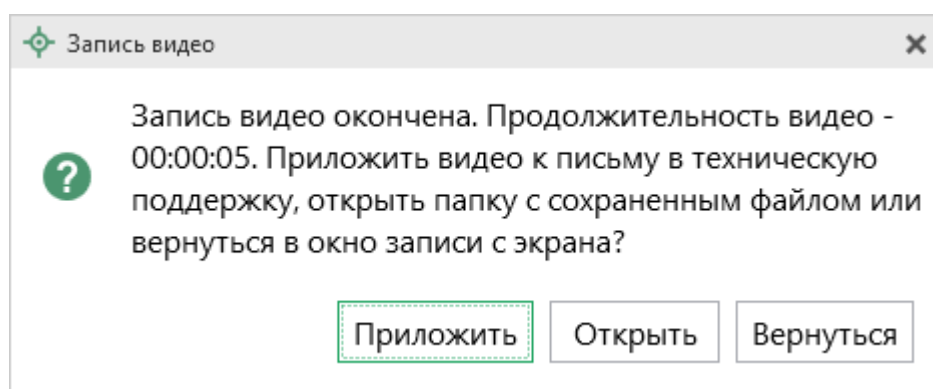 Запись видео
Запись видео окончена. Продолжительность видео -
00:00:05. Приложить видео к письму в техническую
поддержку, открыть папку с сохраненным файлом или
вернуться в окно записи с экрана?
Приложить Открыть Вернуться